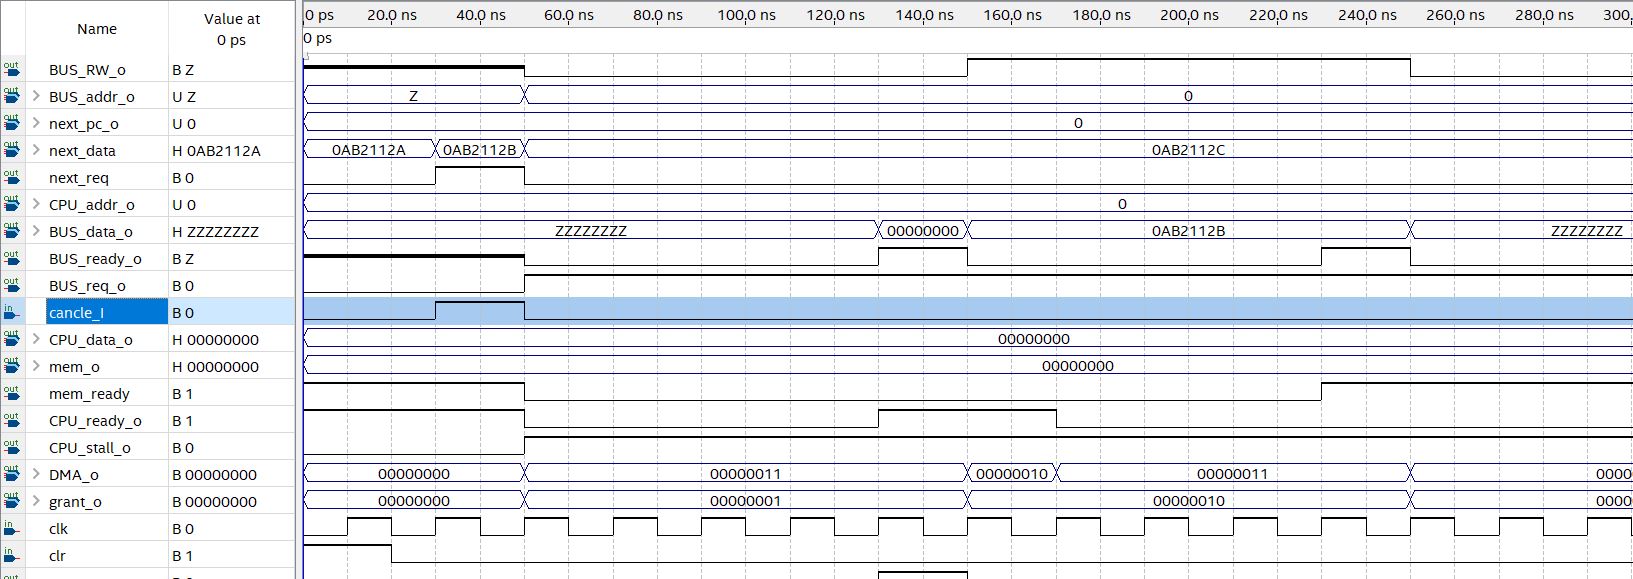 Name Value at 0 ps 0 ps 20.0 ns 40.0 ns 60.0 ns 80.0 ns 100.0 ns 120.0 ns 140.0 ns 160.0 ns 180.0 ns 200.0 ns 220.0 ns 240.0 ns 260.0 ns 280.0 ns 300.
0 ps
out BUS_RW_o B Z
out BUS_addr_o U Z Z 0
out next_pc_o U 0 0
out next_data H 0AB2112A 0AB2112A 0AB2112B 0AB2112C
out next_req B 0
out CPU_addr_o U 0 0
out BUS_data_o H ZZZZZZZZ ZZZZZZZZ 00000000 0AB2112B ZZZZZZZZ
out BUS_ready_o B Z
out BUS_req_o B 0
in cancle_I B 0
out CPU_data_o H 00000000 00000000
out mem_o H 00000000 00000000
out mem_ready B 1
out CPU_ready_o B 1
out CPU_stall_o B 0
out DMA_o B 00000000 00000000 00000011 00000010 00000011 0000
out grant_o B 00000000 00000000 00000001 00000010 0000
in clk B 0
in clr B 1
out